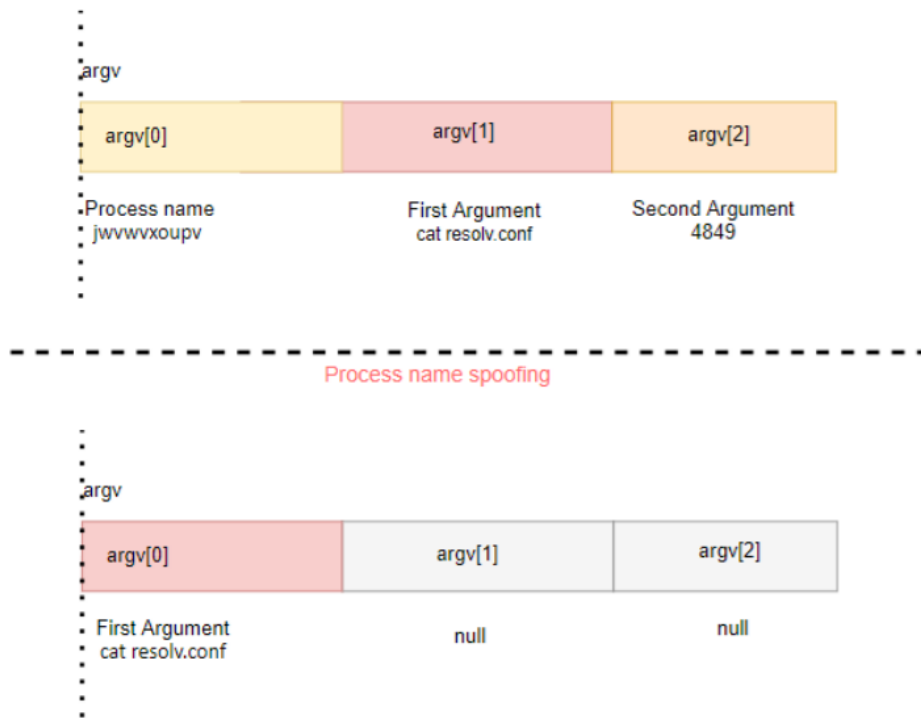 argv
argv[0]
argv[1]
argv[2]
Process name
jwvwvxoupv
First Argument
cat resolv.conf
Second Argument
4849
Process name spoofing
argv
argv[0]
argv[1]
argv[2]
First Argument
cat resolv.conf
null
null